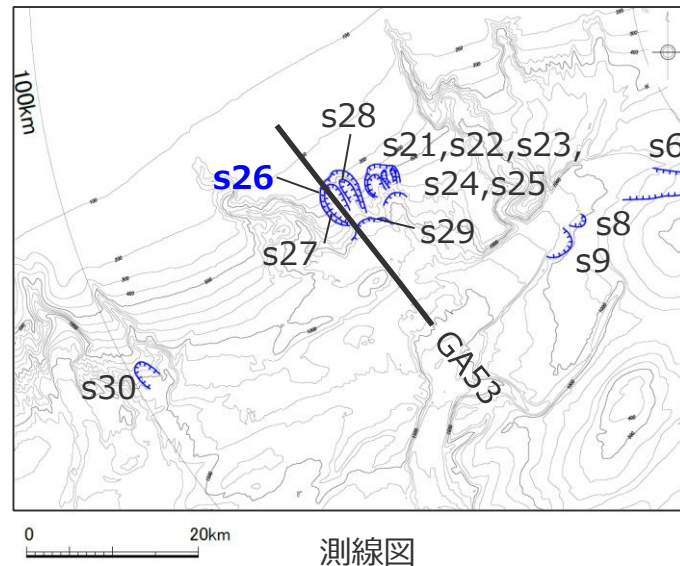 100km
s28
s21,s22,s23,
s24,s25
s26
s6
s27
s29
s8
s9
GA53
s30
0 20km
測線図